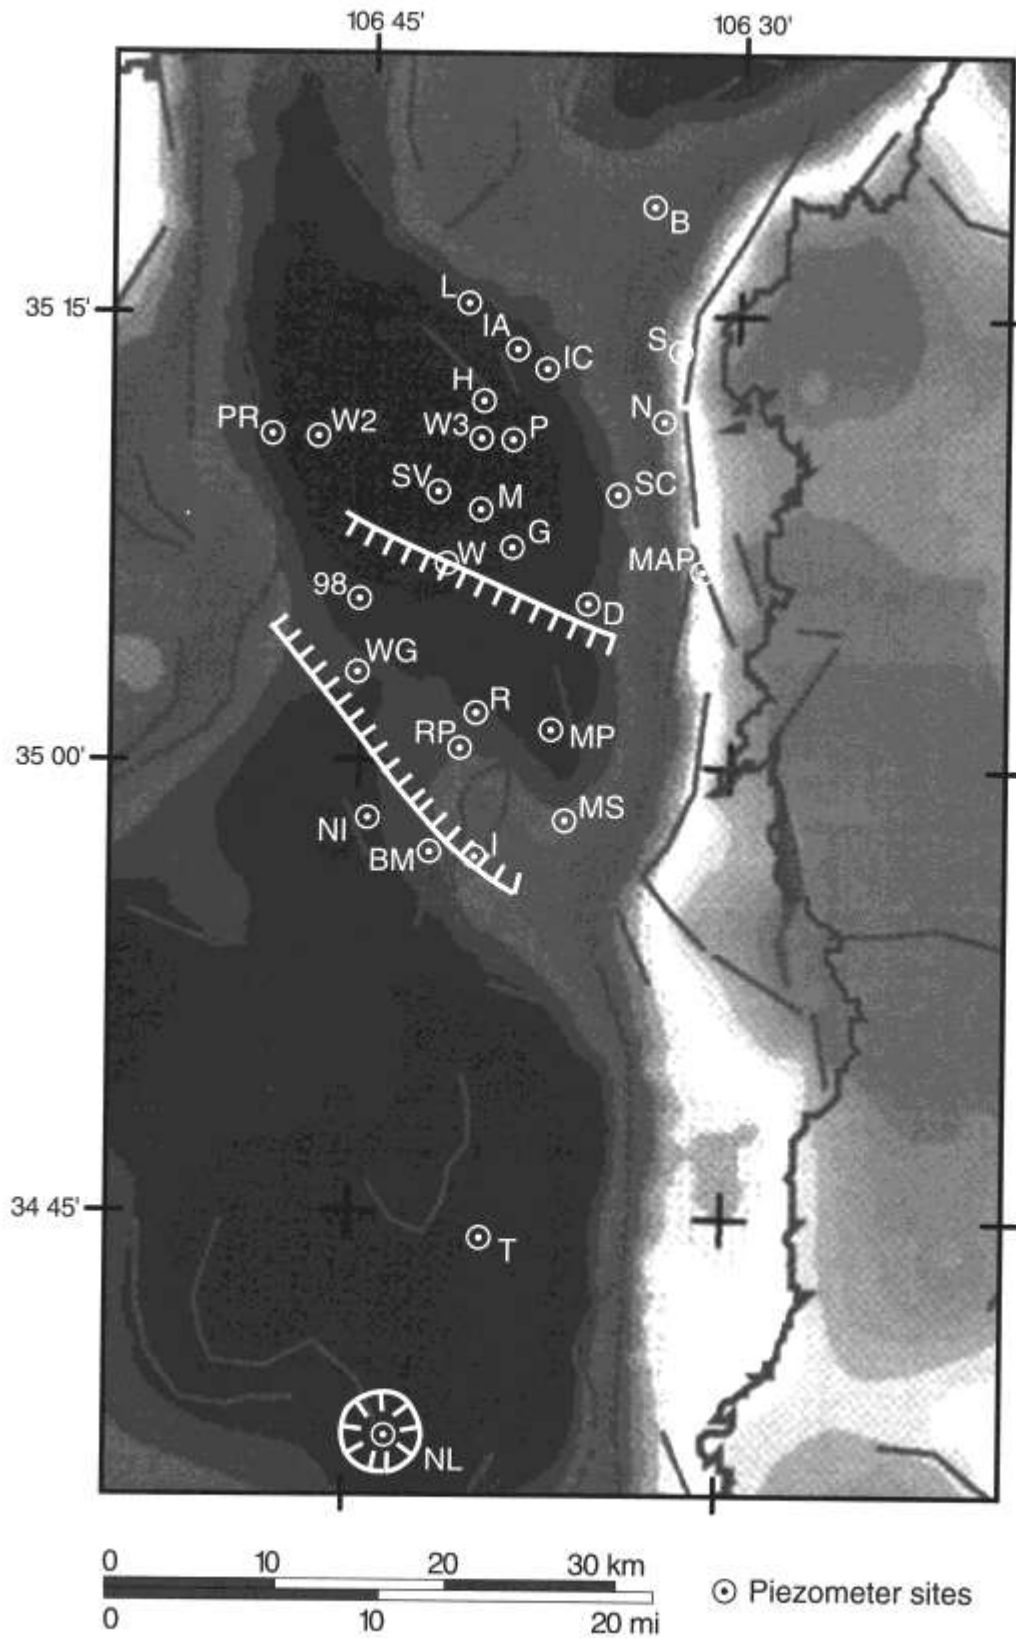 106 45' 106 30'
B
35 15'
L
IA
S
IC
H
N
PR W2 W3 P
SV SC
M
G
W MAP
98 D
WG
R
RP MP
35 00'
MS
NI
BM I
34 45'
T
NL
0 10 20 30 km
0 10 20 mi
Piezometer sites